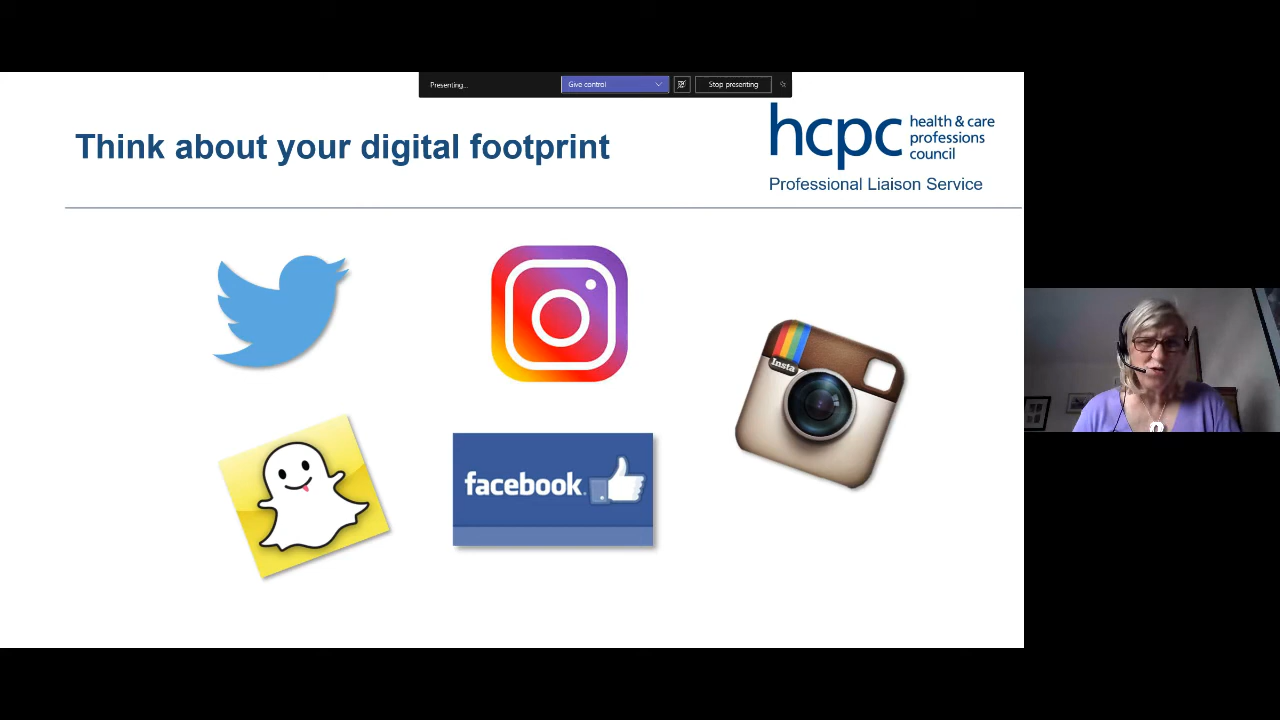 Presenting...
Give control
Stop presenting
Think about your digital footprint
hcpc
health & care
professions
council
Professional Liaison Service
Insta
facebook